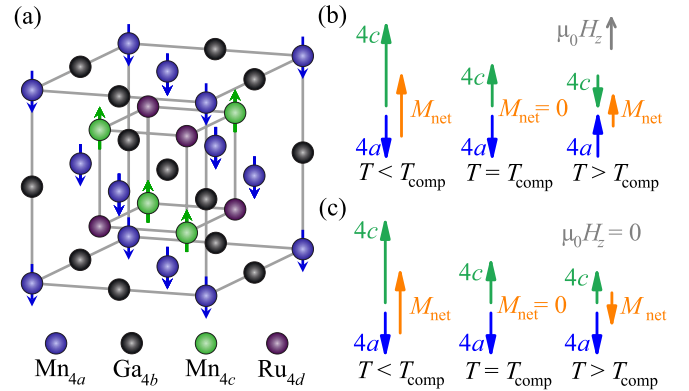 (a)
Mn4a Ga4b Mn4c Ru4d
(b)
4c μ0Hz
4c 4c
Mnet Mnet = 0 Mnet
4a 4a 4a
T < Tcomp T = Tcomp T > Tcomp
(c)
4c μ0Hz = 0
4c 4c
Mnet Mnet = 0 Mnet
4a 4a 4a
T < Tcomp T = Tcomp T > Tcomp